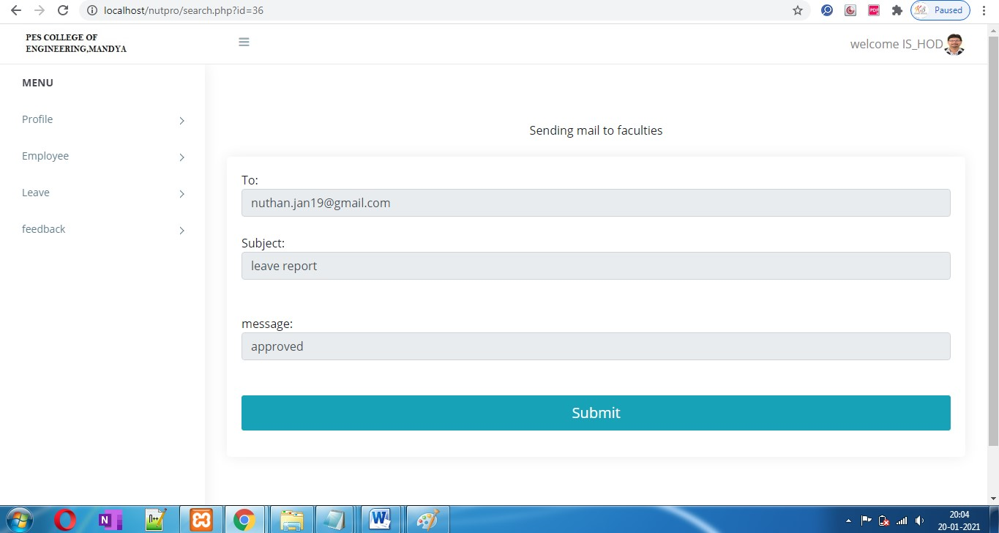 localhost/nutpro/search.php?id=36
PDF
Paused
PES COLLEGE OF
ENGINEERING,MANDYA
welcome IS_HOD
MENU
Profile
Employee
Leave
feedback
Sending mail to faculties
To:
nuthan.jan19@gmail.com
Subject:
leave report
message:
approved
Submit
N
W
20:04
20-01-2021